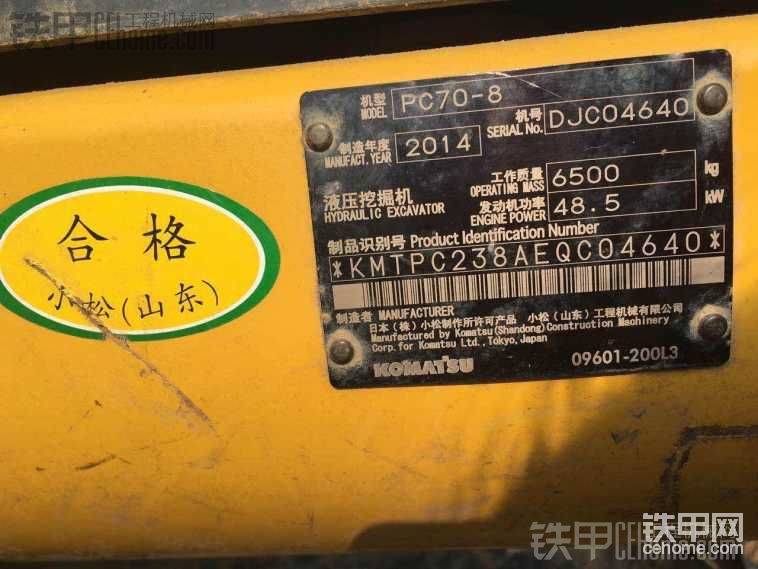 铁甲工程机械网
CEhome.com
机型 MODEL PC70-8
机号 SERIAL No. DJC04640
制造年度 MANUFACT. YEAR 2014
工作质量 OPERATING MASS 6500 kg
液压挖掘机
HYDRAULIC EXCAVATOR
发动机功率 ENGINE POWER 48.5 kW
制品识别号 Product Identification Number
*KMTPC238AEQC04640*
制造者 MANUFACTURER
日本(株)小松制作所许可产品 小松(山东)工程机械有限公司
Manufactured by Komatsu(Shandong)Construction Machinery
Corp.for Komatsu Ltd.,Tokyo,Japan
KOMATSU 09601-200L3
合格
小松(山东)
铁甲
铁甲网
cehome.com